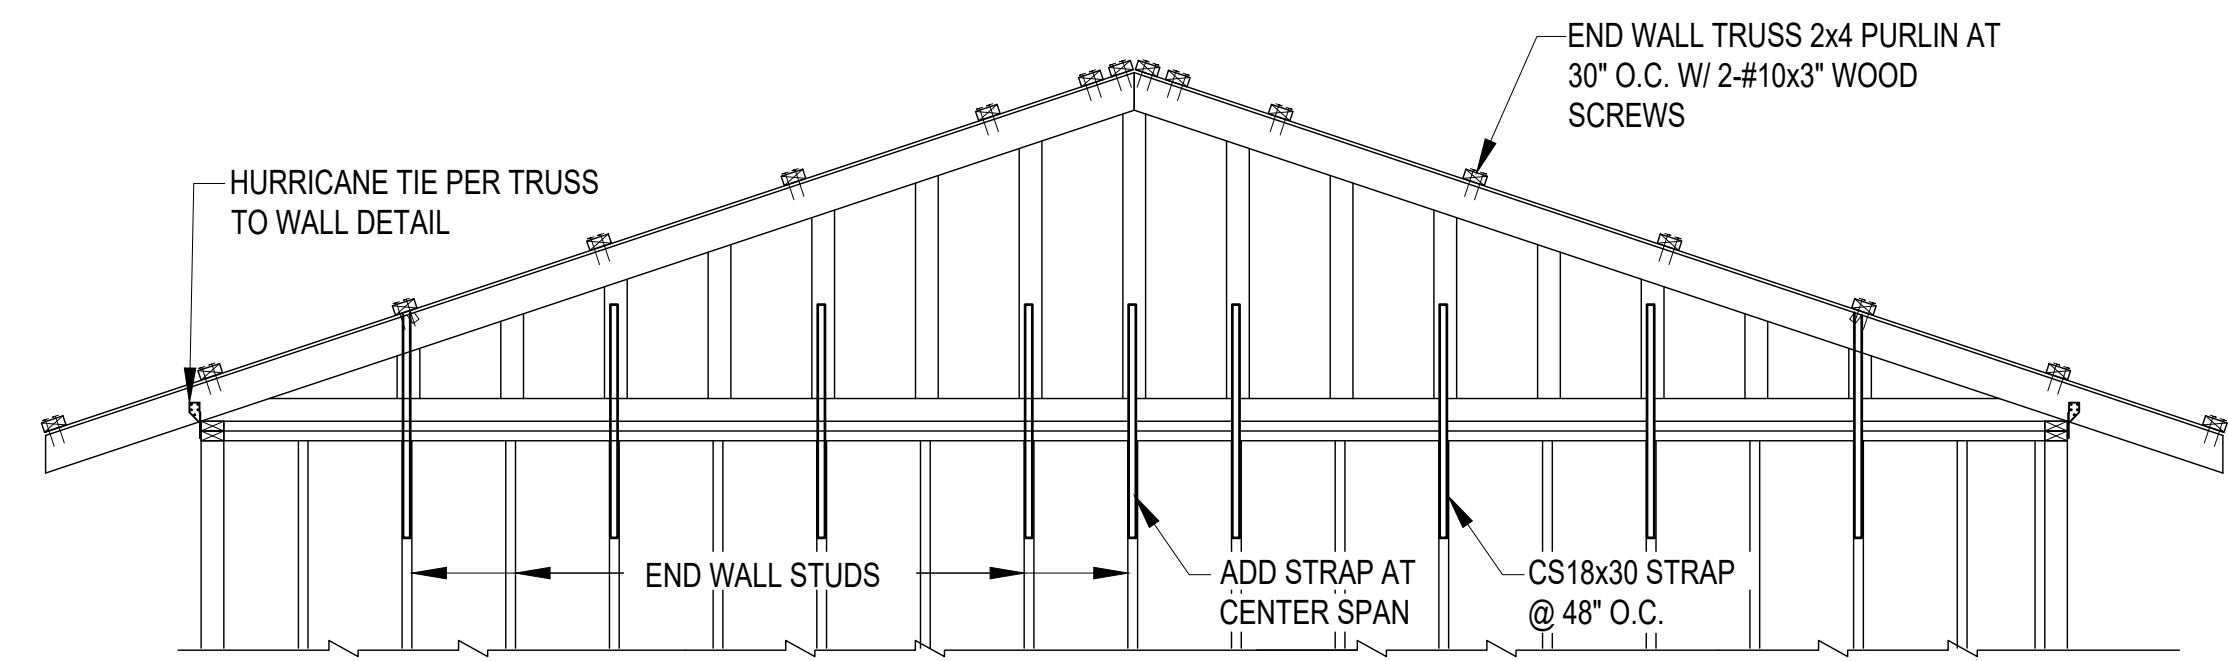 END WALL TRUSS 2x4 PURLIN AT
30" O.C. W/ 2-#10x3" WOOD
SCREWS
HURRICANE TIE PER TRUSS
TO WALL DETAIL
END WALL STUDS
ADD STRAP AT
CENTER SPAN
CS18x30 STRAP
@ 48" O.C.